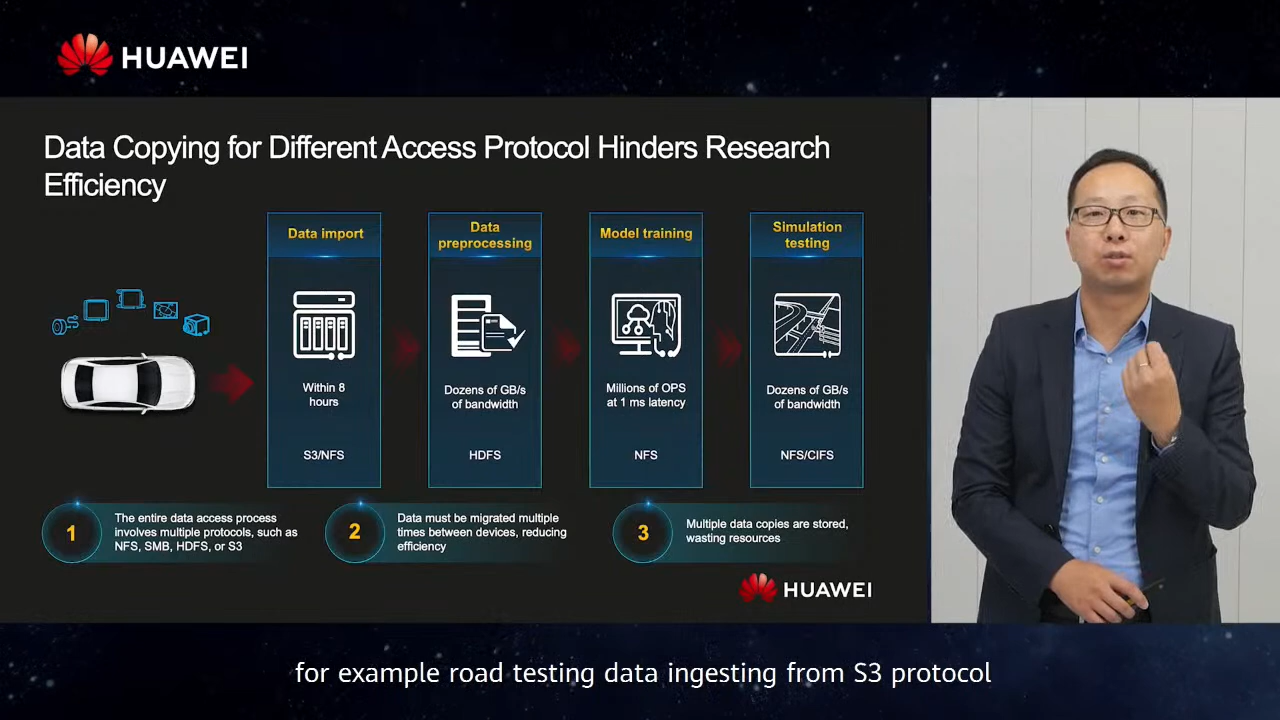 HUAWEI
Data Copying for Different Access Protocol Hinders Research
Efficiency
Data import
Within 8
hours
S3/NFS
Data
preprocessing
Dozens of GB/s
of bandwidth
HDFS
Model training
Millions of OPS
at 1 ms latency
NFS
Simulation
testing
Dozens of GB/s
of bandwidth
NFS/CIFS
1
The entire data access process
involves multiple protocols, such as
NFS, SMB, HDFS, or S3
2
Data must be migrated multiple
times between devices, reducing
efficiency
3
Multiple data copies are stored,
wasting resources
HUAWEI
for example road testing data ingesting from S3 protocol